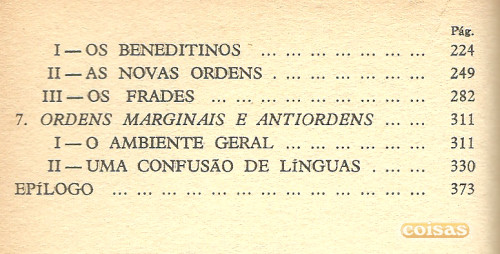 Pág.
I — OS BENEDITINOS ... ... ... ... ... ... ... 224
II — AS NOVAS ORDENS . ... ... ... ... ... 249
III — OS FRADES ... ... ... ... ... ... ... ... 282
7. ORDENS MARGINAIS E ANTIORDENS ... ... 311
I — O AMBIENTE GERAL ... ... ... ... ... 311
II — UMA CONFUSÃO DE LÍNGUAS . ... ... 330
EPÍLOGO ... ... ... ... ... ... ... ... ... ... ... 373
coisas